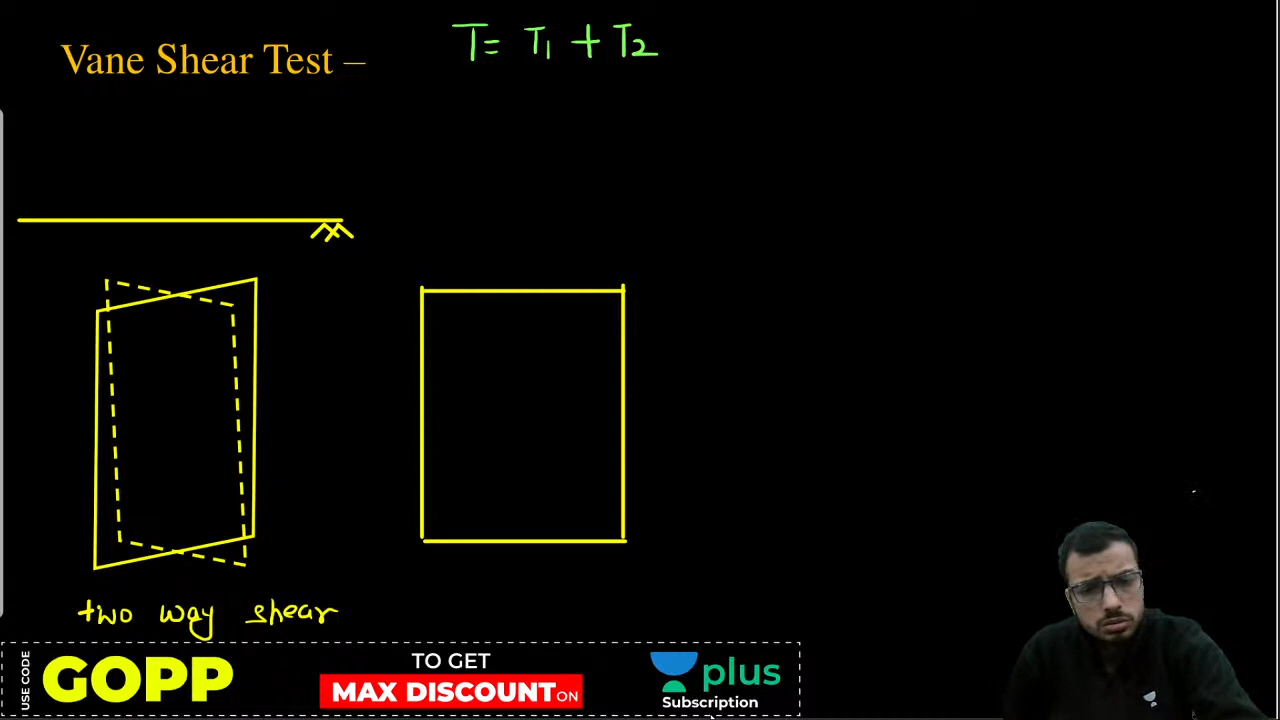 T = T1 + T2
Vane Shear Test –
two way shear
USE CODE
GOPP
TO GET
MAX DISCOUNT ON
plus
Subscription